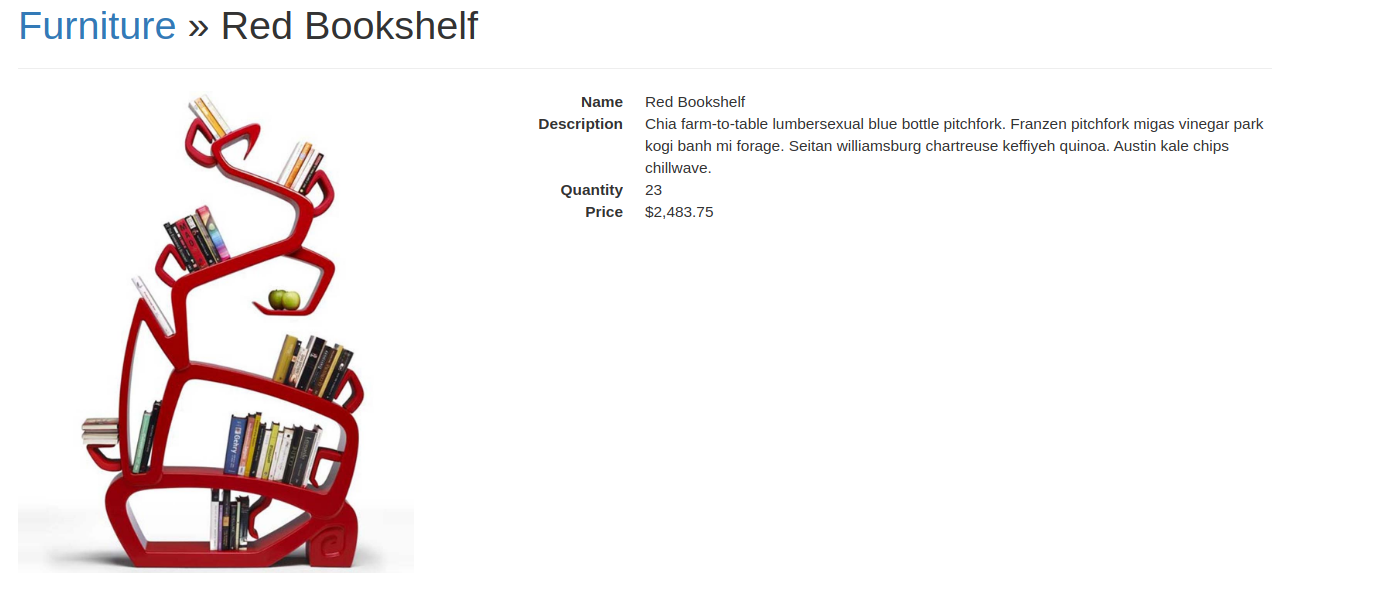 Furniture » Red Bookshelf
Name Red Bookshelf
Description Chia farm-to-table lumbersexual blue bottle pitchfork. Franzen pitchfork migas vinegar park
kogi banh mi forage. Seitan williamsburg chartreuse keffiyeh quinoa. Austin kale chips
chillwave.
Quantity 23
Price $2,483.75